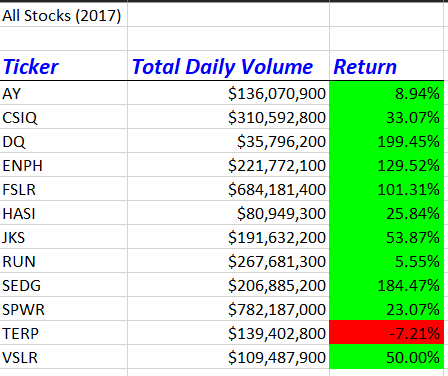 All Stocks (2017)
Ticker Total Daily Volume Return
AY $136,070,900 8.94%
CSIQ $310,592,800 33.07%
DQ $35,796,200 199.45%
ENPH $221,772,100 129.52%
FSLR $684,181,400 101.31%
HASI $80,949,300 25.84%
JKS $191,632,200 53.87%
RUN $267,681,300 5.55%
SEDG $206,885,200 184.47%
SPWR $782,187,000 23.07%
TERP $139,402,800 -7.21%
VSLR $109,487,900 50.00%